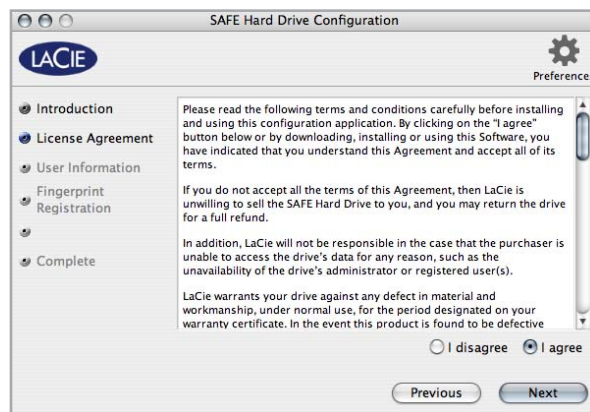 SAFE Hard Drive Configuration
LACIE
Preference
Introduction
License Agreement
User Information
Fingerprint
Registration
Complete
Please read the following terms and conditions carefully before installing
and using this configuration application. By clicking on the "I agree"
button below or by downloading, installing or using this Software, you
have indicated that you understand this Agreement and accept all of its
terms.
If you do not accept all the terms of this Agreement, then LaCie is
unwilling to sell the SAFE Hard Drive to you, and you may return the drive
for a full refund.
In addition, LaCie will not be responsible in the case that the purchaser is
unable to access the drive's data for any reason, such as the
unavailability of the drive's administrator or registered user(s).
LaCie warrants your drive against any defect in material and
workmanship, under normal use, for the period designated on your
warranty certificate. In the event this product is found to be defective
I disagree I agree
Previous Next